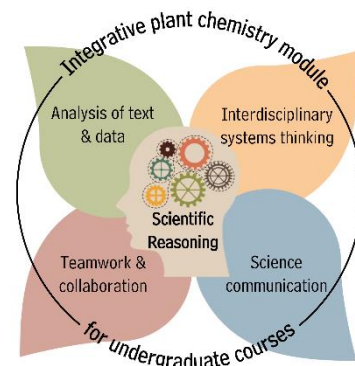 Integrative plant chemistry module
Analysis of text
& data
Interdisciplinary
systems thinking
Scientific
Reasoning
Teamwork &
collaboration
Science
communication
for undergraduate courses